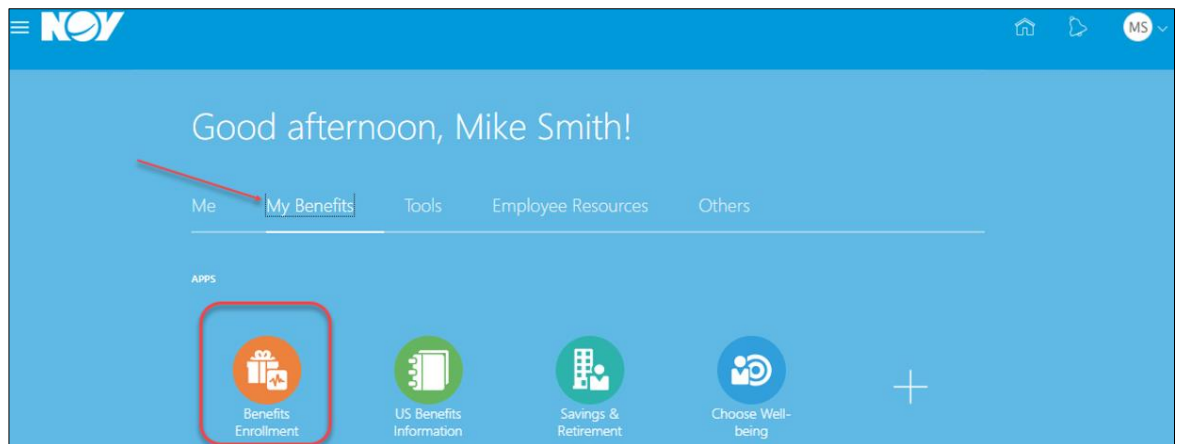 NOV
MS
Good afternoon, Mike Smith!
Me My Benefits Tools Employee Resources Others
APPS
Benefits
Enrollment
US Benefits
Information
Savings &
Retirement
Choose Well-
being